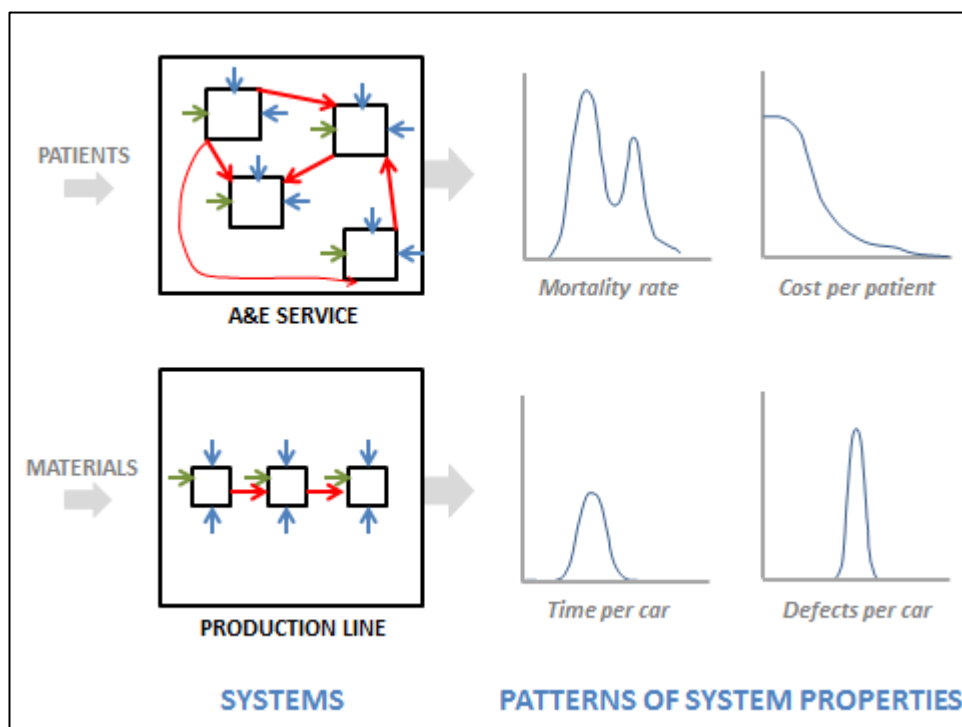 PATIENTS
A&E SERVICE
Mortality rate
Cost per patient
MATERIALS
PRODUCTION LINE
Time per car
Defects per car
SYSTEMS
PATTERNS OF SYSTEM PROPERTIES